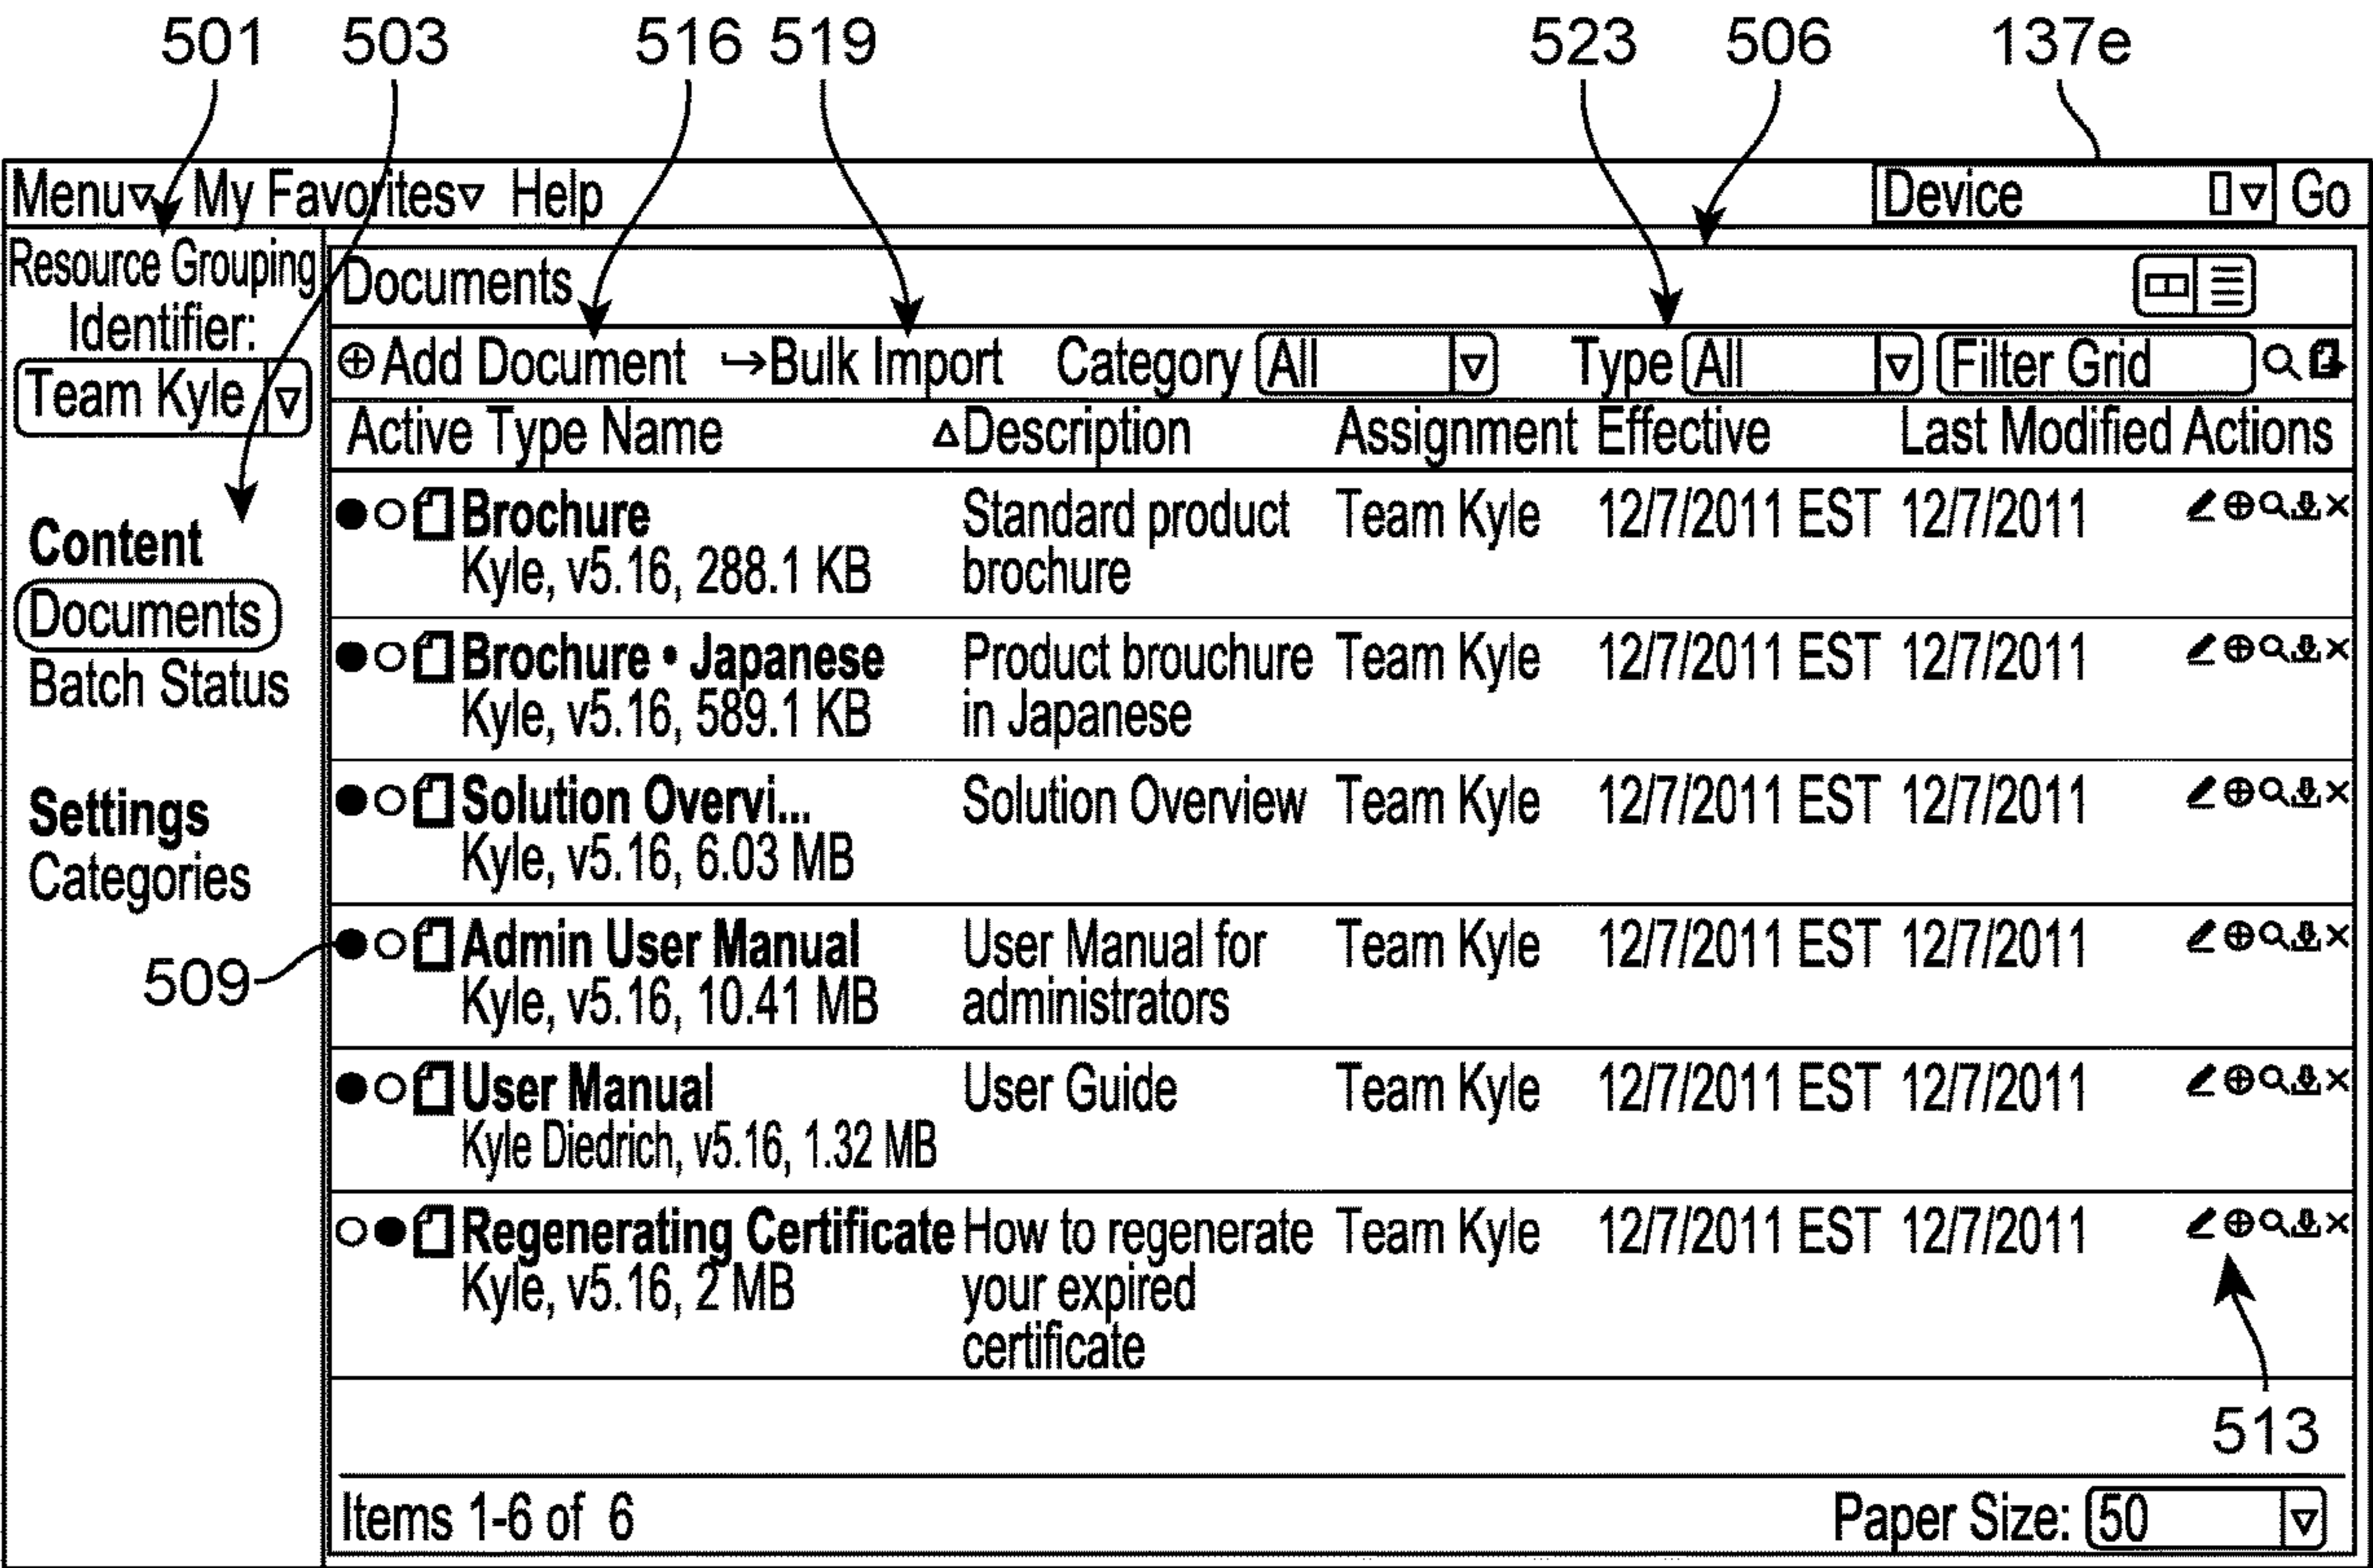 501 503 516 519 523 506 137e
Menu My Favorites Help Device Go
Resource Grouping
Identifier:
Team Kyle
Content
Documents
Batch Status
Settings
Categories
509
Documents
Add Document Bulk Import Category All Type All Filter Grid
Active Type Name Description Assignment Effective Last Modified Actions
Brochure Standard product Team Kyle 12/7/2011 EST 12/7/2011
Kyle, v5.16, 288.1 KB brochure
Brochure • Japanese Product brouchure Team Kyle 12/7/2011 EST 12/7/2011
Kyle, v5.16, 589.1 KB in Japanese
Solution Overvi... Solution Overview Team Kyle 12/7/2011 EST 12/7/2011
Kyle, v5.16, 6.03 MB
Admin User Manual User Manual for Team Kyle 12/7/2011 EST 12/7/2011
Kyle, v5.16, 10.41 MB administrators
User Manual User Guide Team Kyle 12/7/2011 EST 12/7/2011
Kyle Diedrich, v5.16, 1.32 MB
Regenerating Certificate How to regenerate Team Kyle 12/7/2011 EST 12/7/2011
Kyle, v5.16, 2 MB your expired
certificate
513
Items 1-6 of 6 Paper Size: 50